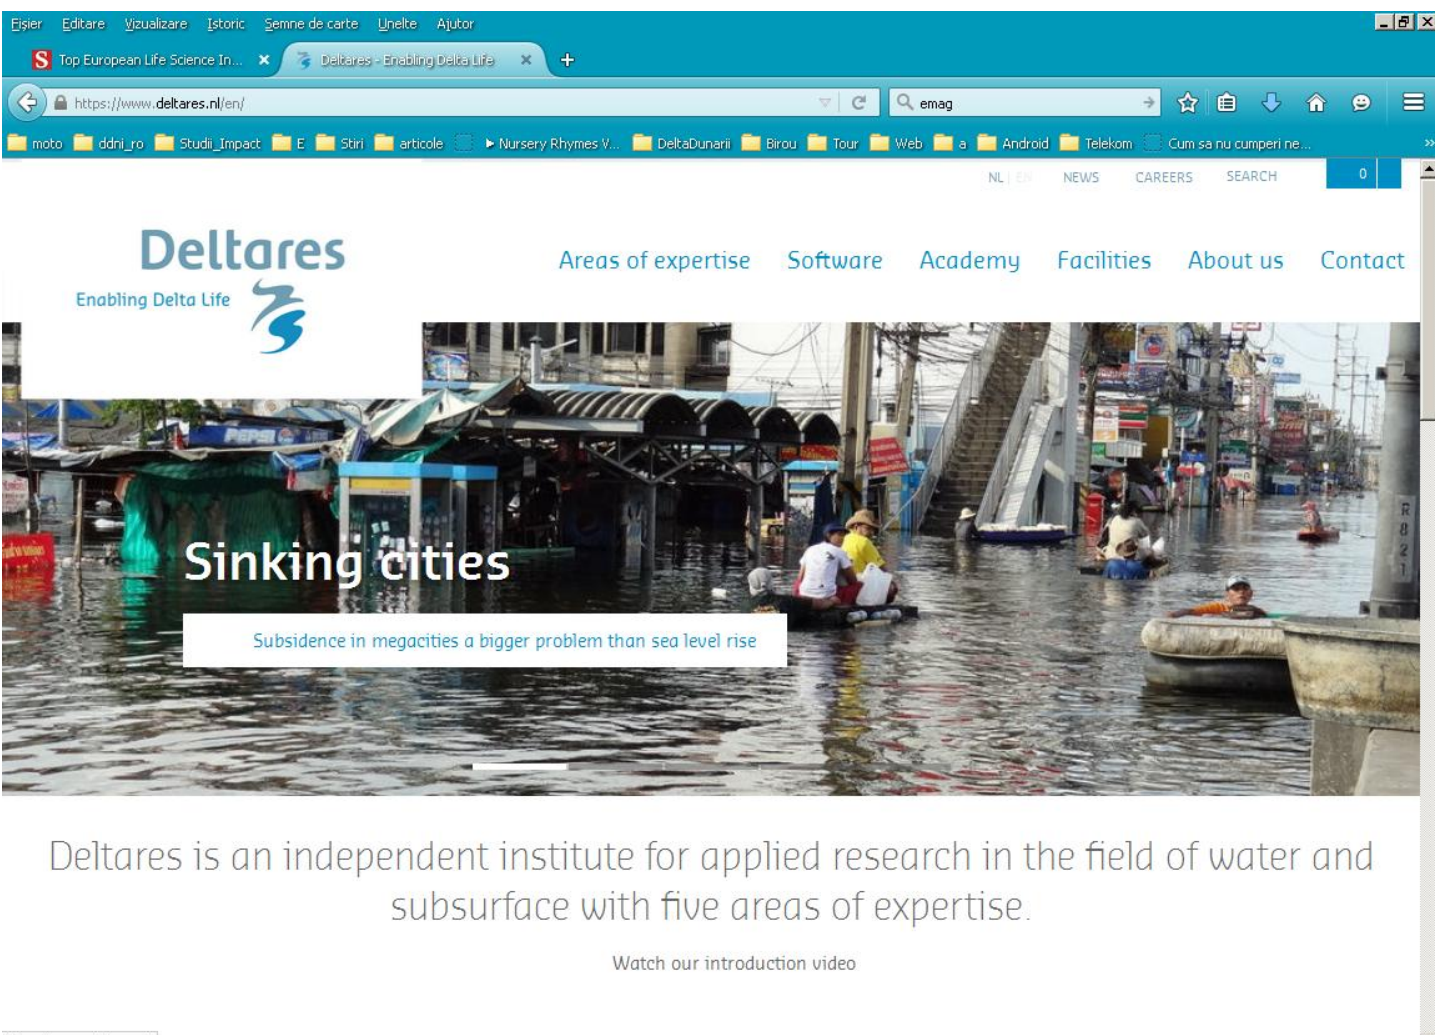 Fișier Editare Vizualizare Istoric Semne de carte Unelte Ajutor
Top European Life Science In... Deltares - Enabling Delta Life
https://www.deltares.nl/en/ emag
moto ddni_ro Studii_Impact E Stiri articole Nursery Rhymes V... DeltaDunarii Birou Tour Web a Android Telekom Cum sa nu cumperi ne...
NL | EN NEWS CAREERS SEARCH 0
Deltares
Enabling Delta Life
Areas of expertise Software Academy Facilities About us Contact
PEPSI
R
8
2
1
Sinking cities
Subsidence in megacities a bigger problem than sea level rise
Deltares is an independent institute for applied research in the field of water and
subsurface with five areas of expertise.
Watch our introduction video